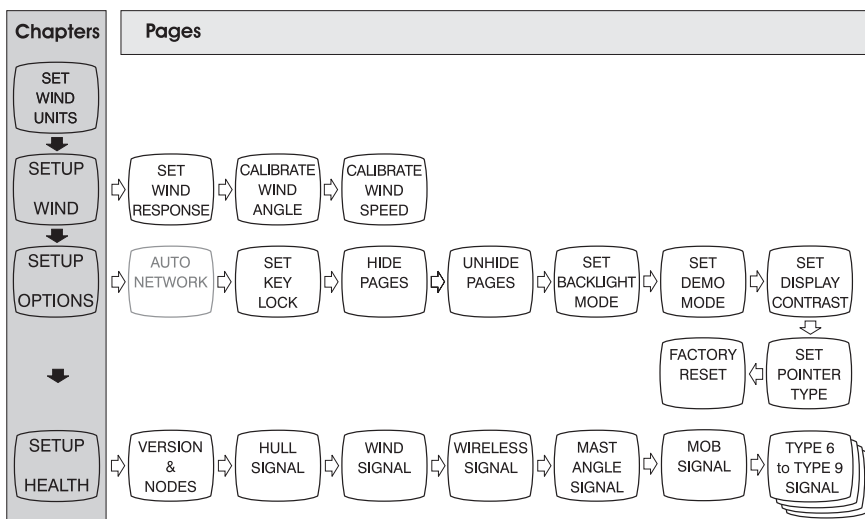 Chapters
Pages
SET
WIND
UNITS
SETUP
WIND
SET
WIND
RESPONSE
CALIBRATE
WIND
ANGLE
CALIBRATE
WIND
SPEED
SETUP
OPTIONS
AUTO
NETWORK
SET
KEY
LOCK
HIDE
PAGES
UNHIDE
PAGES
SET
BACKLIGHT
MODE
SET
DEMO
MODE
SET
DISPLAY
CONTRAST
SET
POINTER
TYPE
FACTORY
RESET
SETUP
HEALTH
VERSION
&
NODES
HULL
SIGNAL
WIND
SIGNAL
WIRELESS
SIGNAL
MAST
ANGLE
SIGNAL
MOB
SIGNAL
TYPE 6
to TYPE 9
SIGNAL